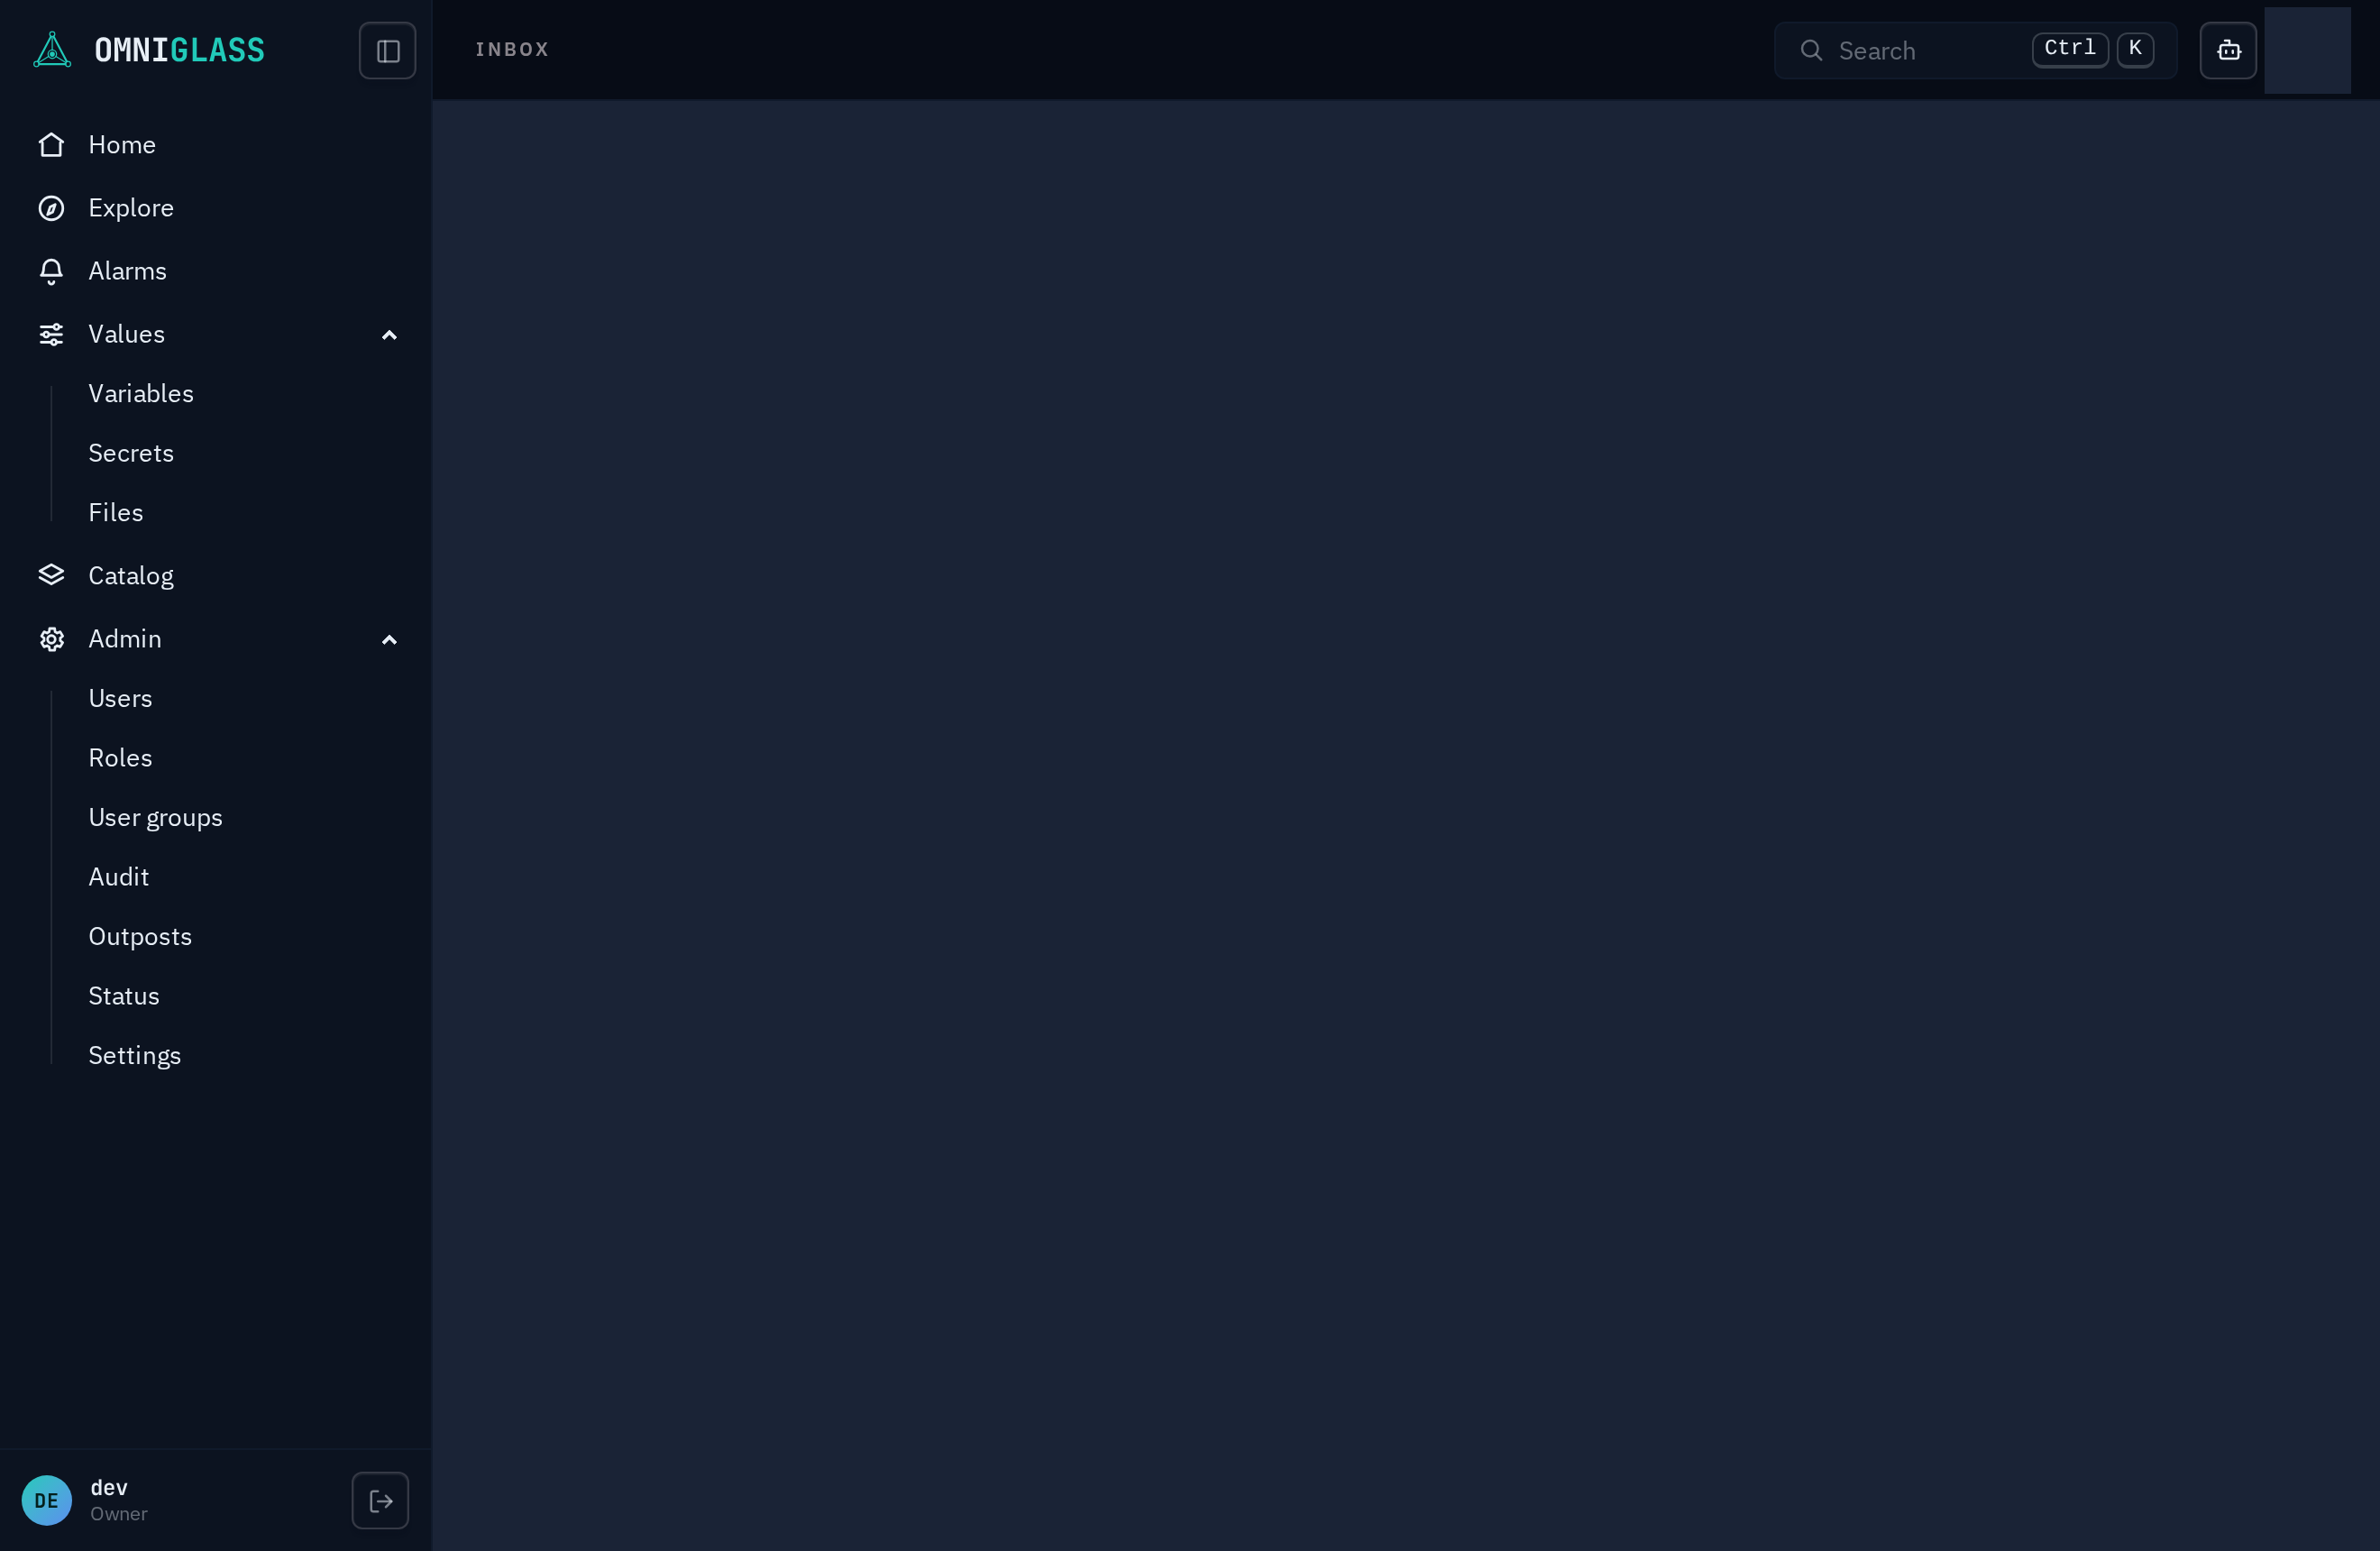 OMNIGLASS
INBOX
Search
Ctrl K
Home
Explore
Alarms
Values
Variables
Secrets
Files
Catalog
Admin
Users
Roles
User groups
Audit
Outposts
Status
Settings
DE
dev
Owner